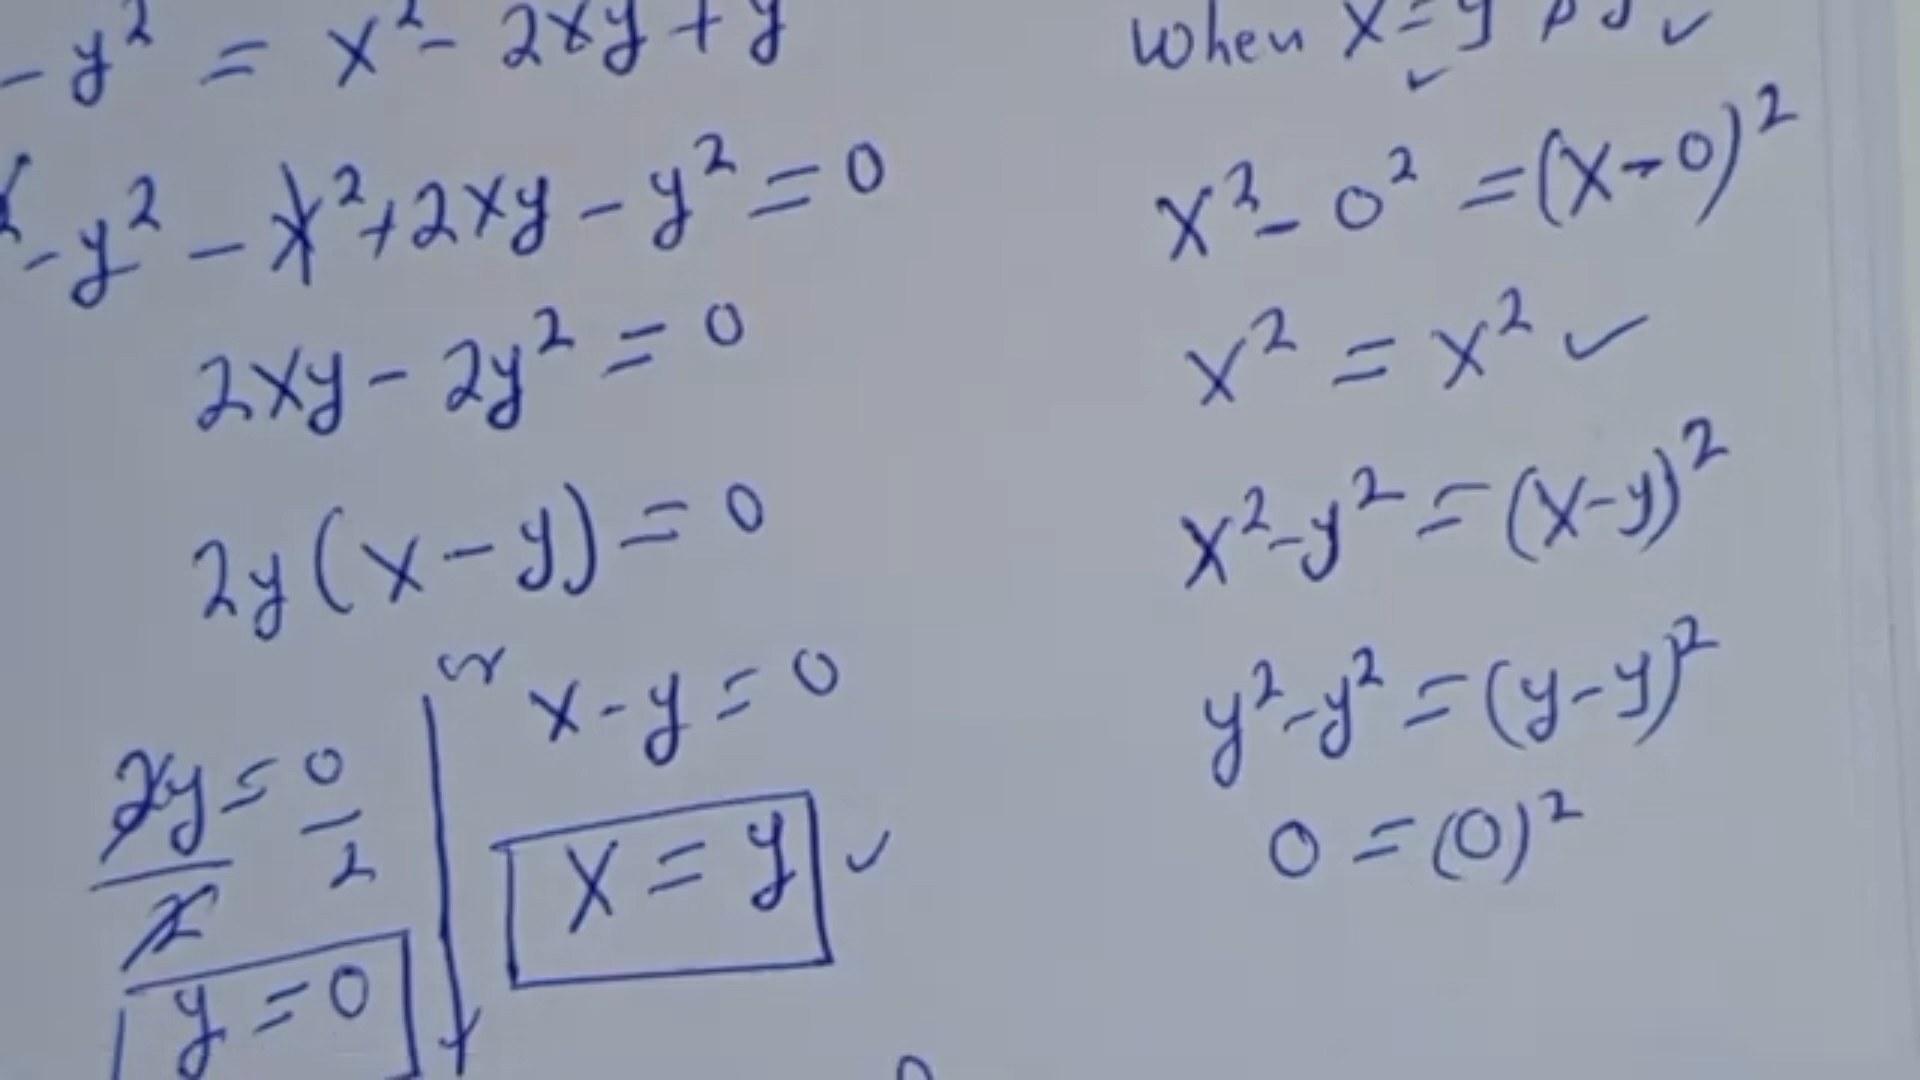 - y² = x² - 2xy + y
- y² - x² + 2xy - y² = 0
2xy - 2y² = 0
2y(x - y) = 0
or x - y = 0
2y/2 = 0/2
x = y ✓
y = 0
When x = y
x² - 0² = (x - 0)²
x² = x² ✓
x² - y² = (x - y)²
y² - y² = (y - y)²
0 = (0)²